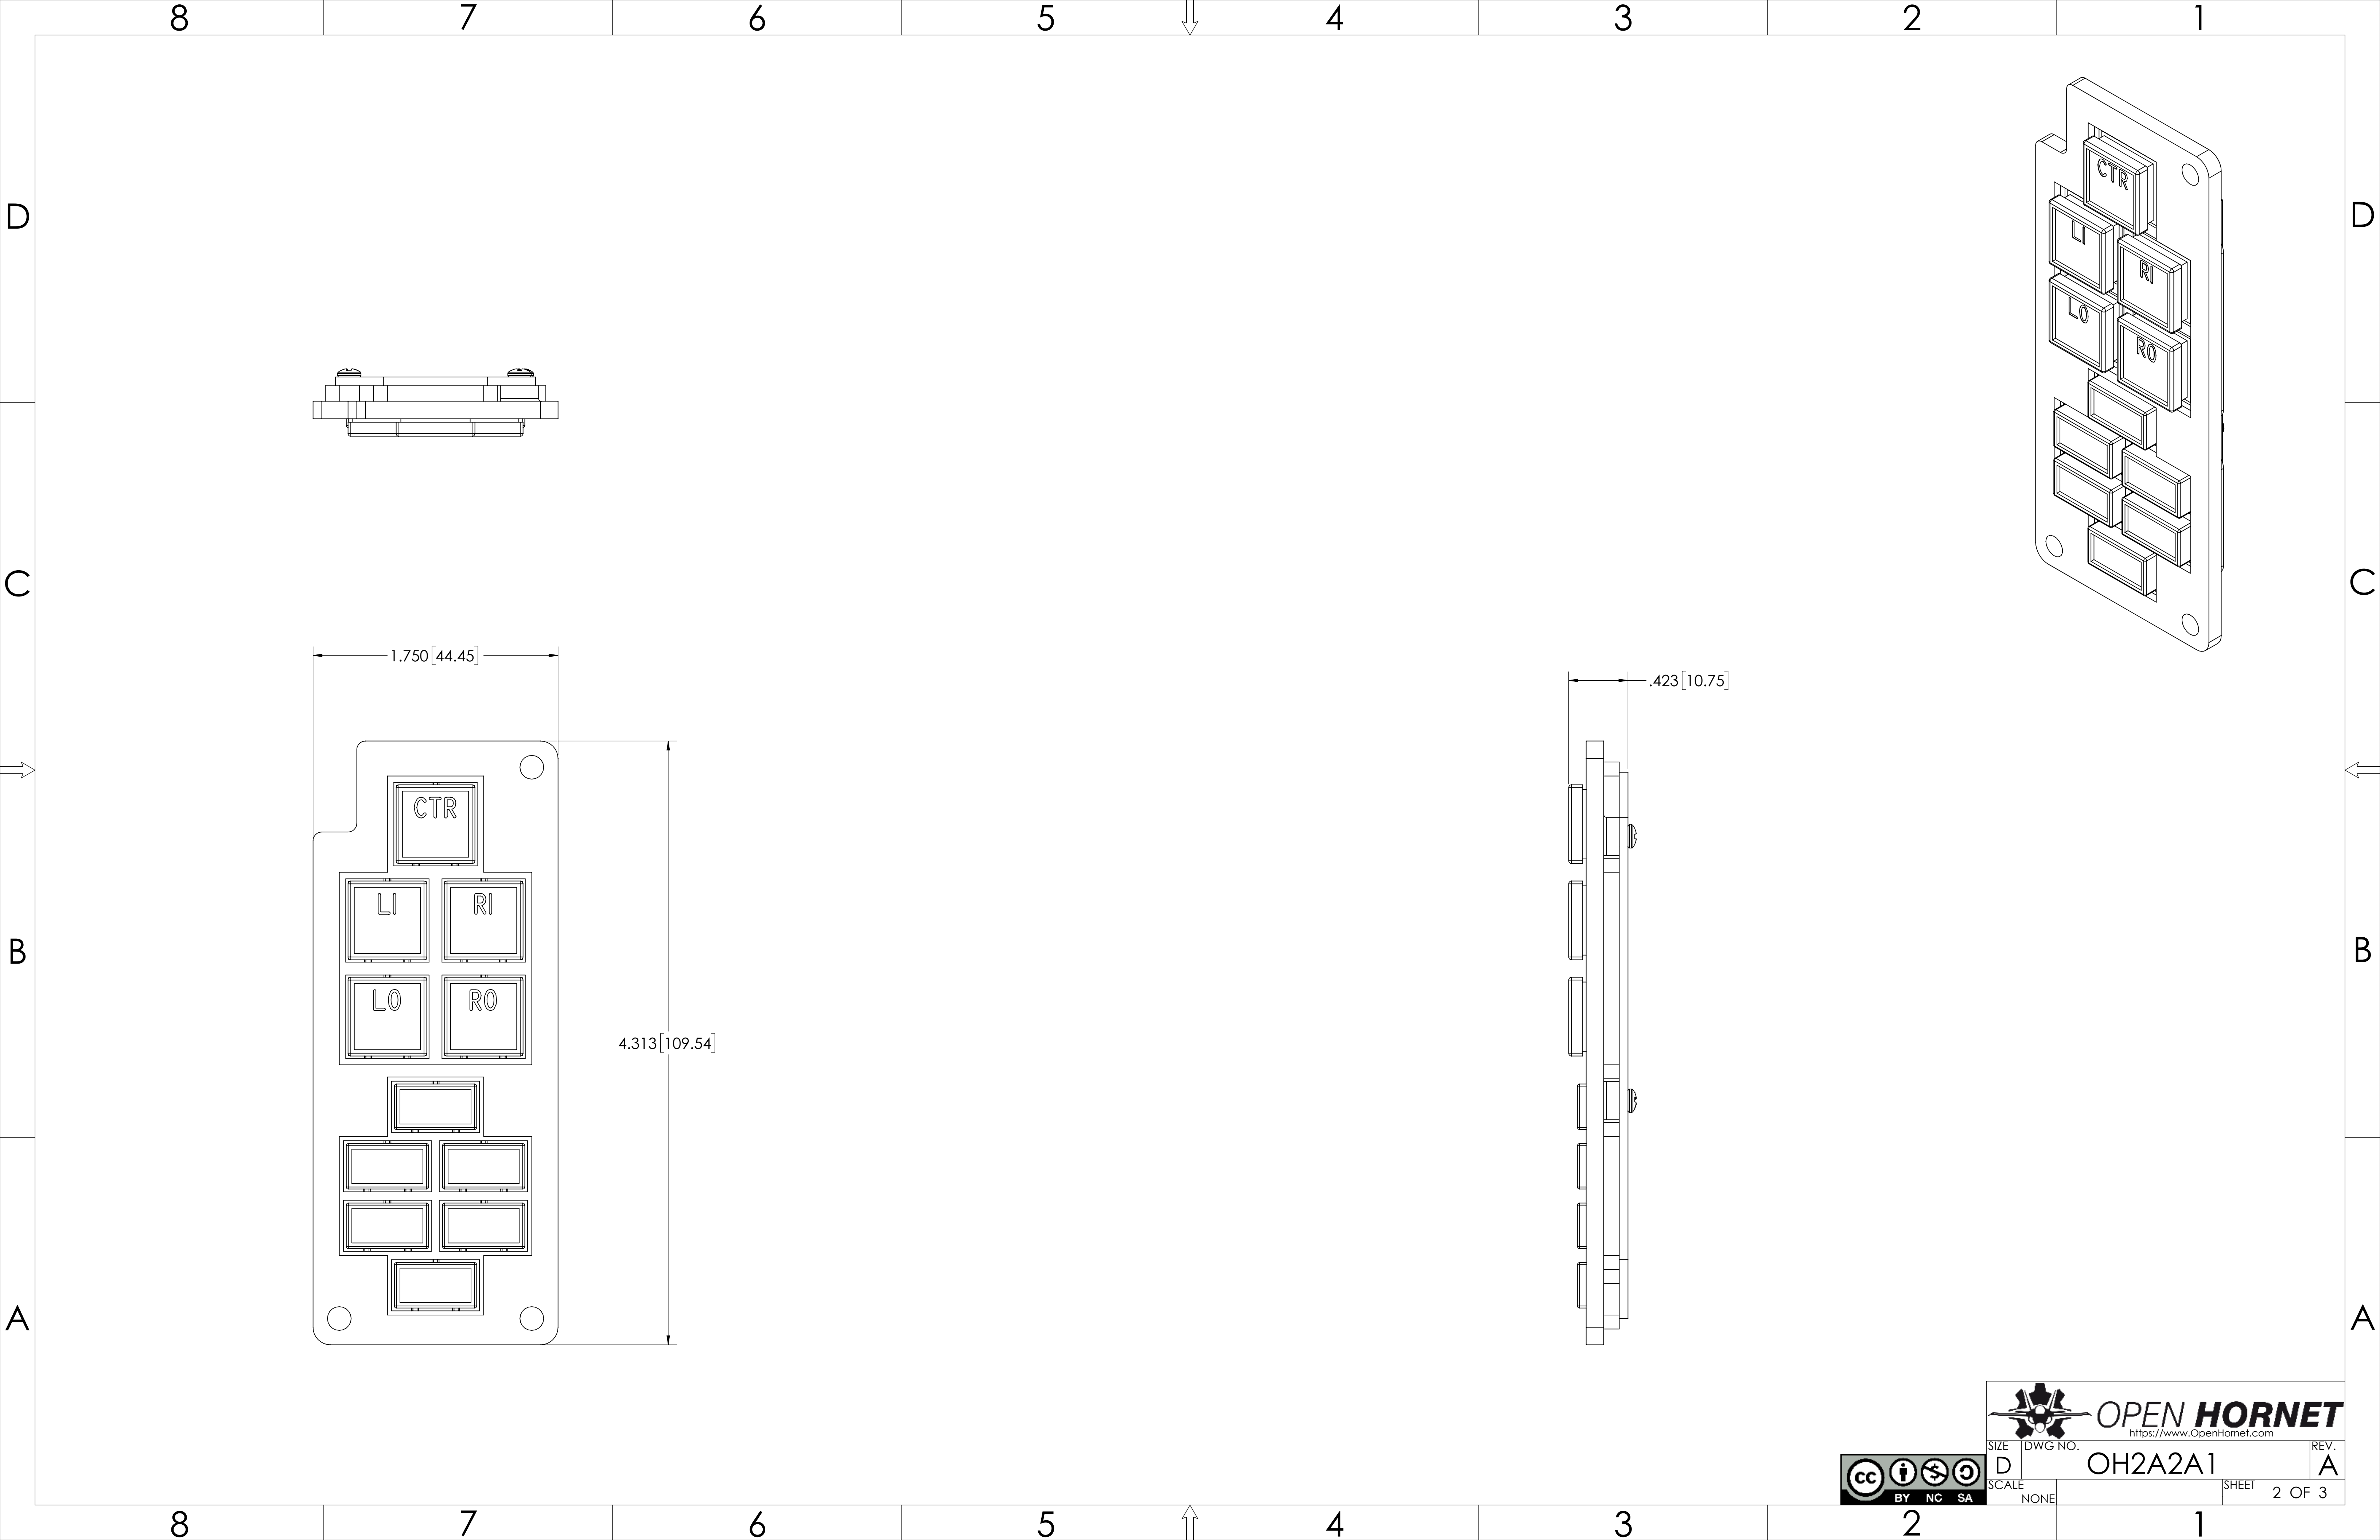 8 7 6 5 4 3 2 1
D D
CTR
LI
RI
LO
RO
C C
1.750[44.45]
.423[10.75]
CTR
LI RI
LO RO
4.313[109.54]
B B
A A
OPEN HORNET
https://www.OpenHornet.com
SIZE DWG NO. REV.
D OH2A2A1 A
SCALE NONE SHEET 2 OF 3
cc BY NC SA
8 7 6 5 4 3 2 1